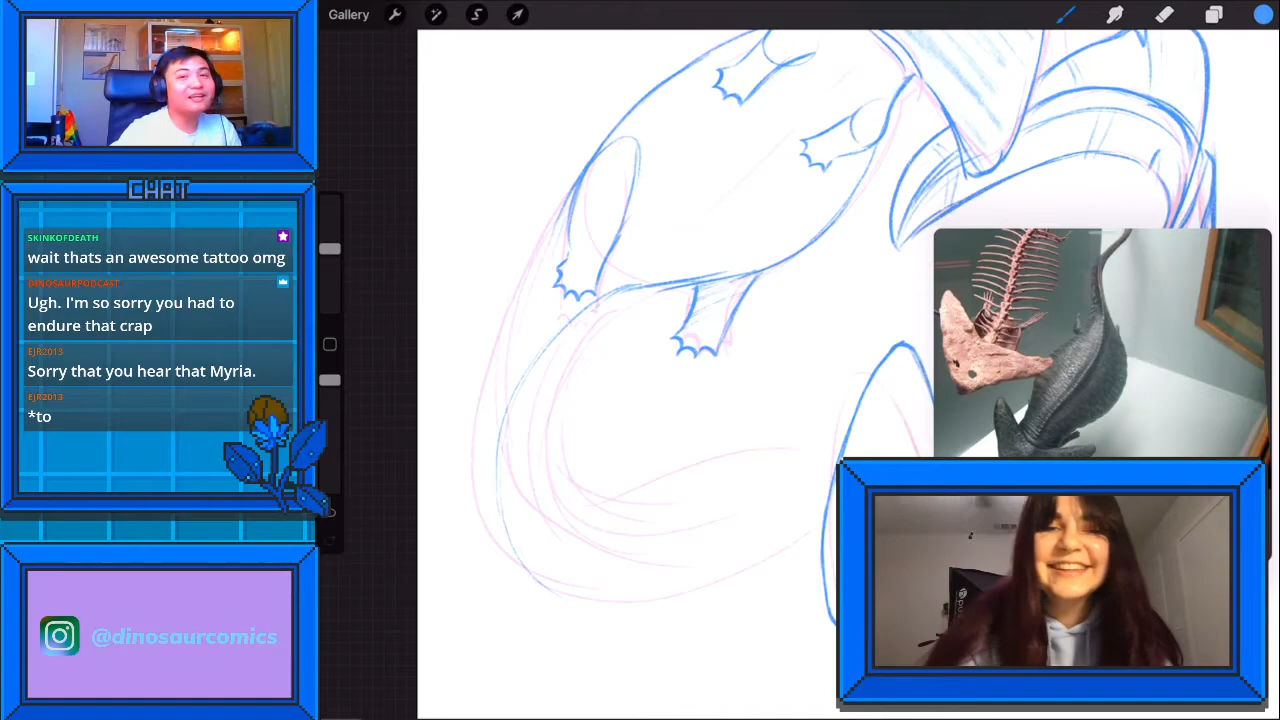 Gallery
CHAT
SKINKOFDEATH
wait thats an awesome tattoo omg
DINOSAURPODCAST
Ugh. I'm so sorry you had to
endure that crap
EJR2013
Sorry that you hear that Myria.
EJR2013
*to
@dinosaurcomics